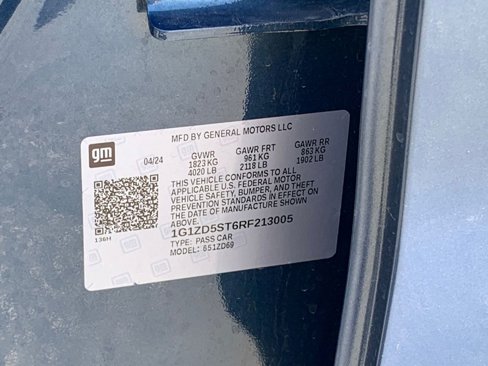 MFD BY GENERAL MOTORS LLC
gm
04/24
GVWR GAWR FRT GAWR RR
1823 KG 961 KG 863 KG
4020 LB 2118 LB 1902 LB
THIS VEHICLE CONFORMS TO ALL
APPLICABLE U.S. FEDERAL MOTOR
VEHICLE SAFETY, BUMPER, AND THEFT
PREVENTION STANDARDS IN EFFECT ON
THE DATE OF MANUFACTURE SHOWN
ABOVE.
1G1ZD5ST6RF213005
136H
TYPE: PASS CAR
MODEL: 6S1ZD69